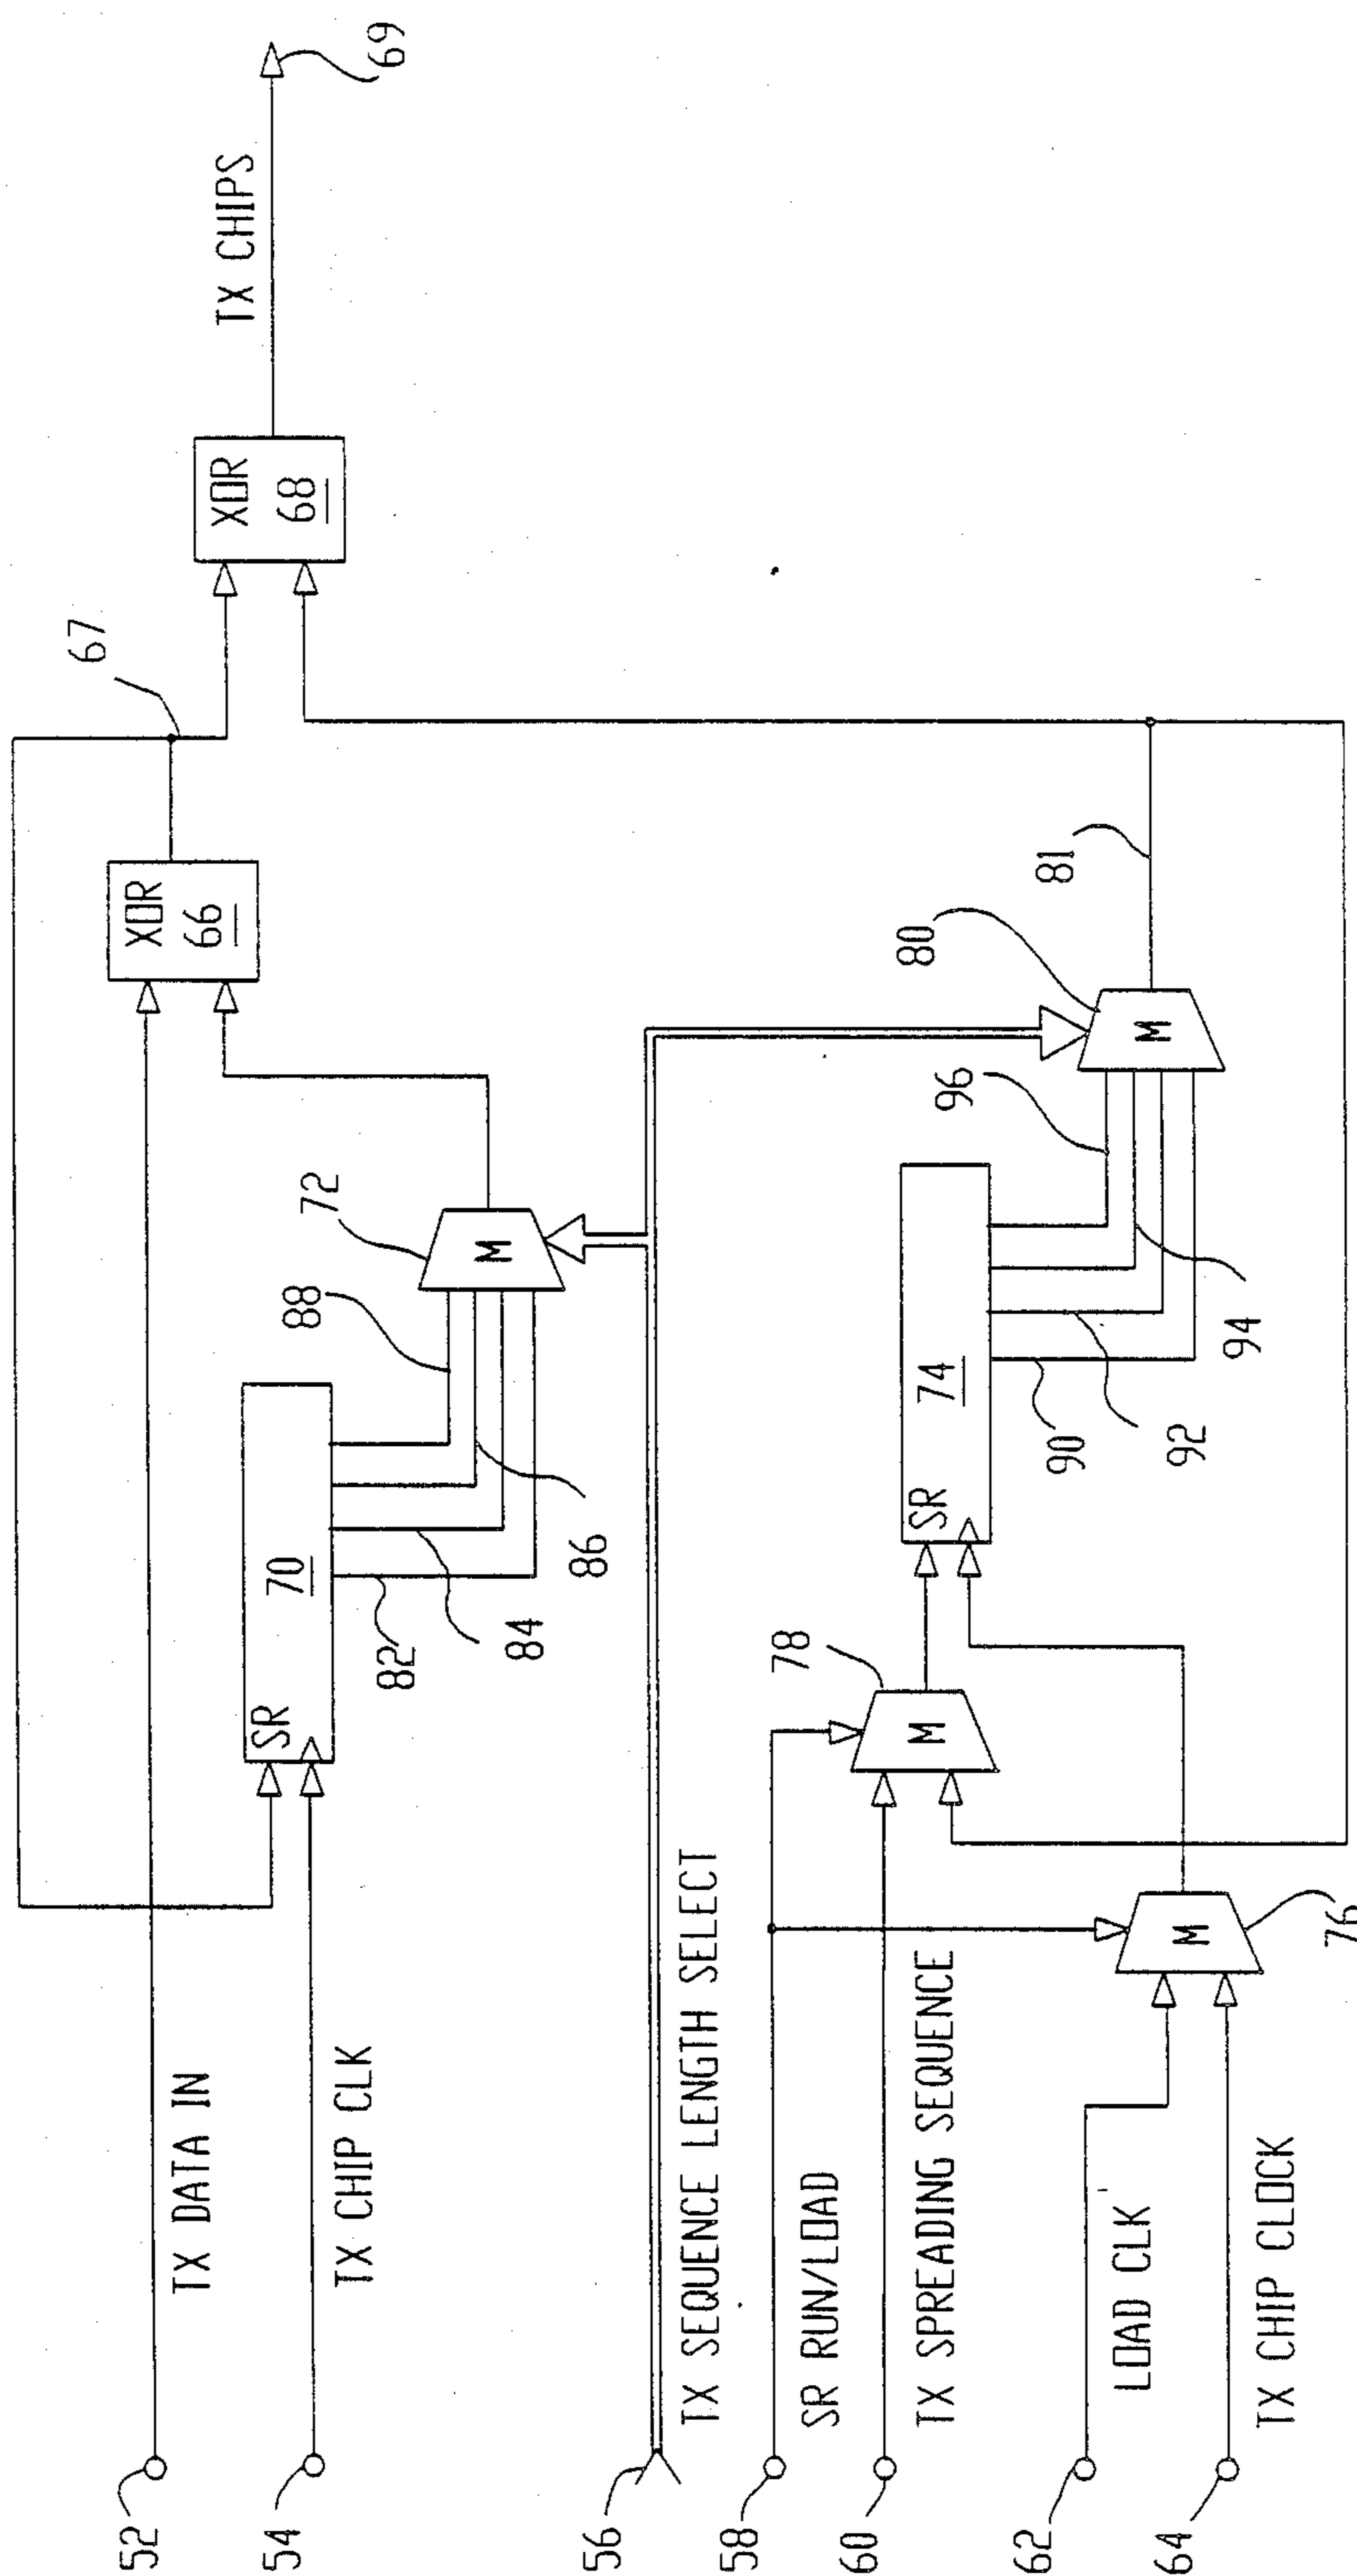 52
TX DATA IN
54
TX CHIP CLK
56
TX SEQUENCE LENGTH SELECT
58
SR RUN/LOAD
60
TX SPREADING SEQUENCE
62
LOAD CLK
64
TX CHIP CLOCK
SR
70
82
84
86
88
72
M
XOR
66
67
XOR
68
TX CHIPS
69
78
M
76
M
SR
74
90
92
94
96
80
M
81